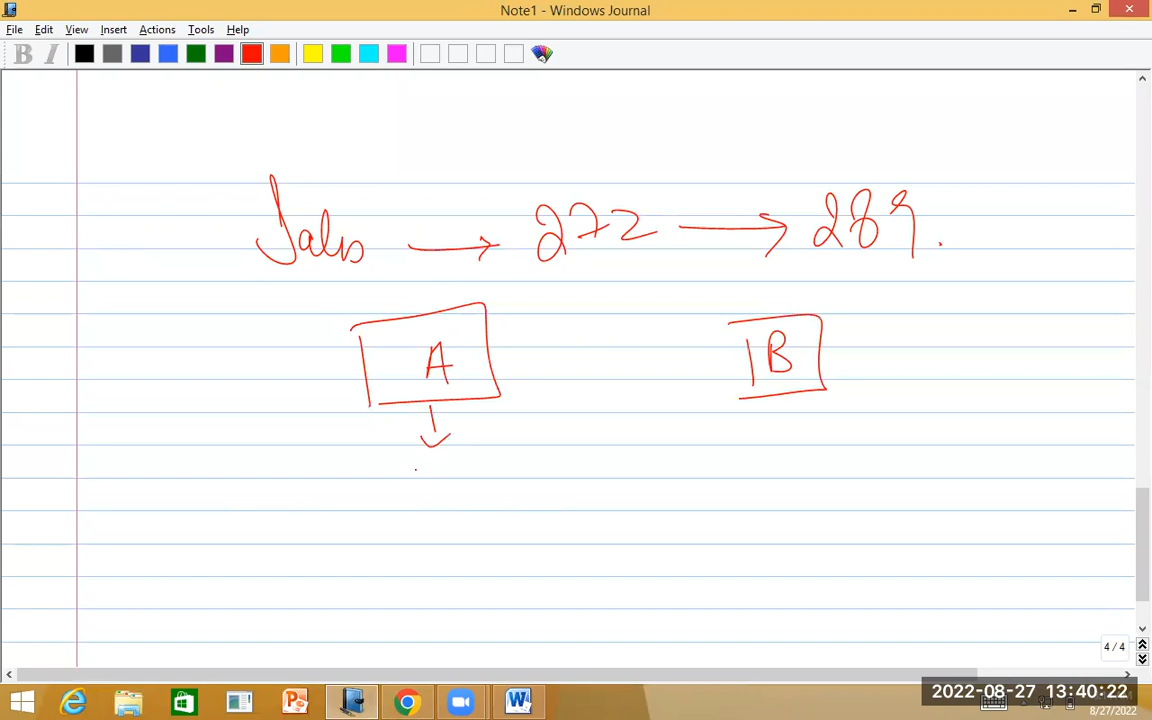 Note1 - Windows Journal
File Edit View Insert Actions Tools Help
B I
Jabs → 272 → 289.
A B
4 / 4
2022-08-27 13:40:22
8/27/2022